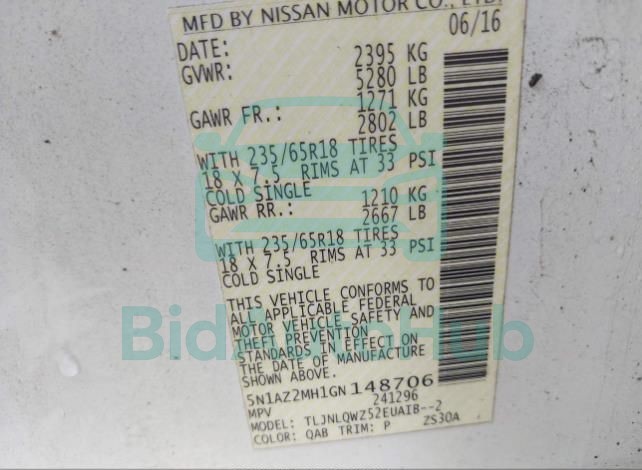 MFD BY NISSAN MOTOR CO., LTD.
DATE: 06/16
GVWR: 2395 KG
5280 LB
GAWR FR.: 1271 KG
2802 LB
WITH 235/65R18 TIRES
18 X 7.5 RIMS AT 33 PSI
COLD SINGLE
GAWR RR.: 1210 KG
2667 LB
WITH 235/65R18 TIRES
18 X 7.5 RIMS AT 33 PSI
COLD SINGLE
THIS VEHICLE CONFORMS TO
ALL APPLICABLE FEDERAL
MOTOR VEHICLE SAFETY AND
THEFT PREVENTION
STANDARDS IN EFFECT ON
THE DATE OF MANUFACTURE
SHOWN ABOVE.
5N1AZ2MH1GN148706
MPV 241296
MODEL: TLJNLQWZ52EUAIB--2
COLOR: QAB TRIM: P ZS30A
BidAutoHub